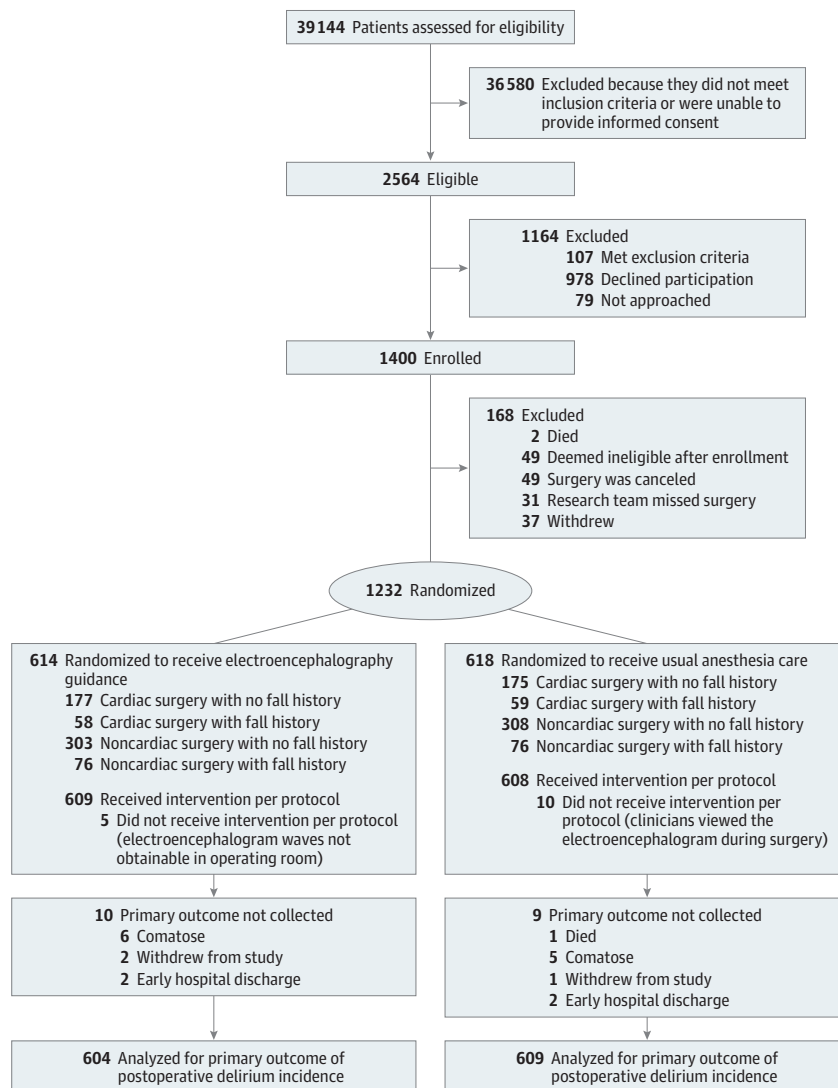 39144 Patients assessed for eligibility
36580 Excluded because they did not meet
inclusion criteria or were unable to
provide informed consent
2564 Eligible
1164 Excluded
107 Met exclusion criteria
978 Declined participation
79 Not approached
1400 Enrolled
168 Excluded
2 Died
49 Deemed ineligible after enrollment
49 Surgery was canceled
31 Research team missed surgery
37 Withdrew
1232 Randomized
614 Randomized to receive electroencephalography
guidance
177 Cardiac surgery with no fall history
58 Cardiac surgery with fall history
303 Noncardiac surgery with no fall history
76 Noncardiac surgery with fall history
609 Received intervention per protocol
5 Did not receive intervention per protocol
(electroencephalogram waves not
obtainable in operating room)
618 Randomized to receive usual anesthesia care
175 Cardiac surgery with no fall history
59 Cardiac surgery with fall history
308 Noncardiac surgery with no fall history
76 Noncardiac surgery with fall history
608 Received intervention per protocol
10 Did not receive intervention per
protocol (clinicians viewed the
electroencephalogram during surgery)
10 Primary outcome not collected
6 Comatose
2 Withdrew from study
2 Early hospital discharge
9 Primary outcome not collected
1 Died
5 Comatose
1 Withdrew from study
2 Early hospital discharge
604 Analyzed for primary outcome of
postoperative delirium incidence
609 Analyzed for primary outcome of
postoperative delirium incidence